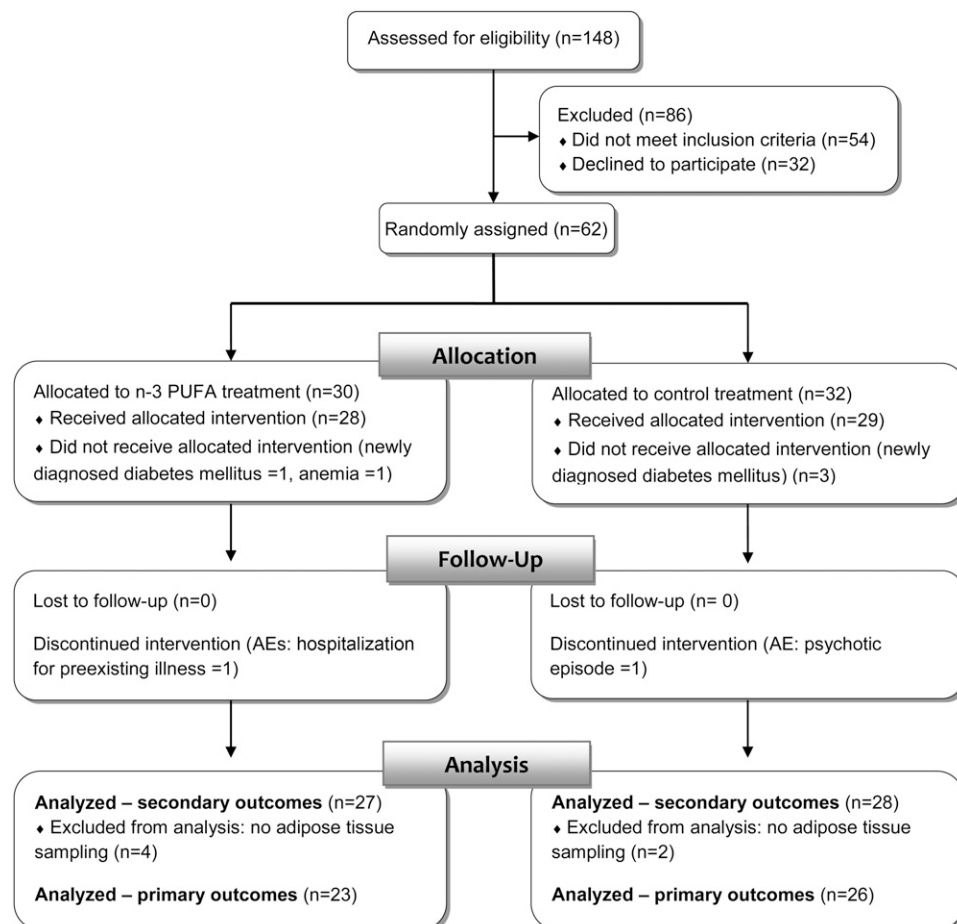 Assessed for eligibility (n=148)
Excluded (n=86)
♦ Did not meet inclusion criteria (n=54)
♦ Declined to participate (n=32)
Randomly assigned (n=62)
Allocation
Allocated to n-3 PUFA treatment (n=30)
♦ Received allocated intervention (n=28)
♦ Did not receive allocated intervention (newly
diagnosed diabetes mellitus =1, anemia =1)
Allocated to control treatment (n=32)
♦ Received allocated intervention (n=29)
♦ Did not receive allocated intervention (newly
diagnosed diabetes mellitus) (n=3)
Follow-Up
Lost to follow-up (n=0)
Discontinued intervention (AEs: hospitalization
for preexisting illness =1)
Lost to follow-up (n= 0)
Discontinued intervention (AE: psychotic
episode =1)
Analysis
Analyzed – secondary outcomes (n=27)
♦ Excluded from analysis: no adipose tissue
sampling (n=4)
Analyzed – primary outcomes (n=23)
Analyzed – secondary outcomes (n=28)
♦ Excluded from analysis: no adipose tissue
sampling (n=2)
Analyzed – primary outcomes (n=26)